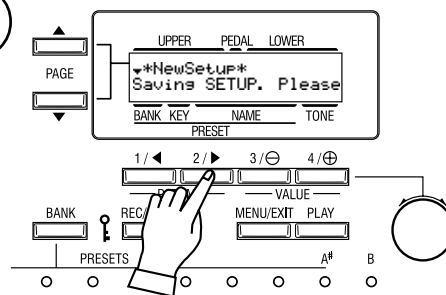 UPPER PEDAL LOWER
PAGE
*NewSetup*
Saving SETUP. Please
BANK KEY NAME TONE
PRESET
1/◀ 2/▶ 3/⊖ 4/⊕
VALUE
BANK REC/ MENU/EXIT PLAY
PRESETS A# B